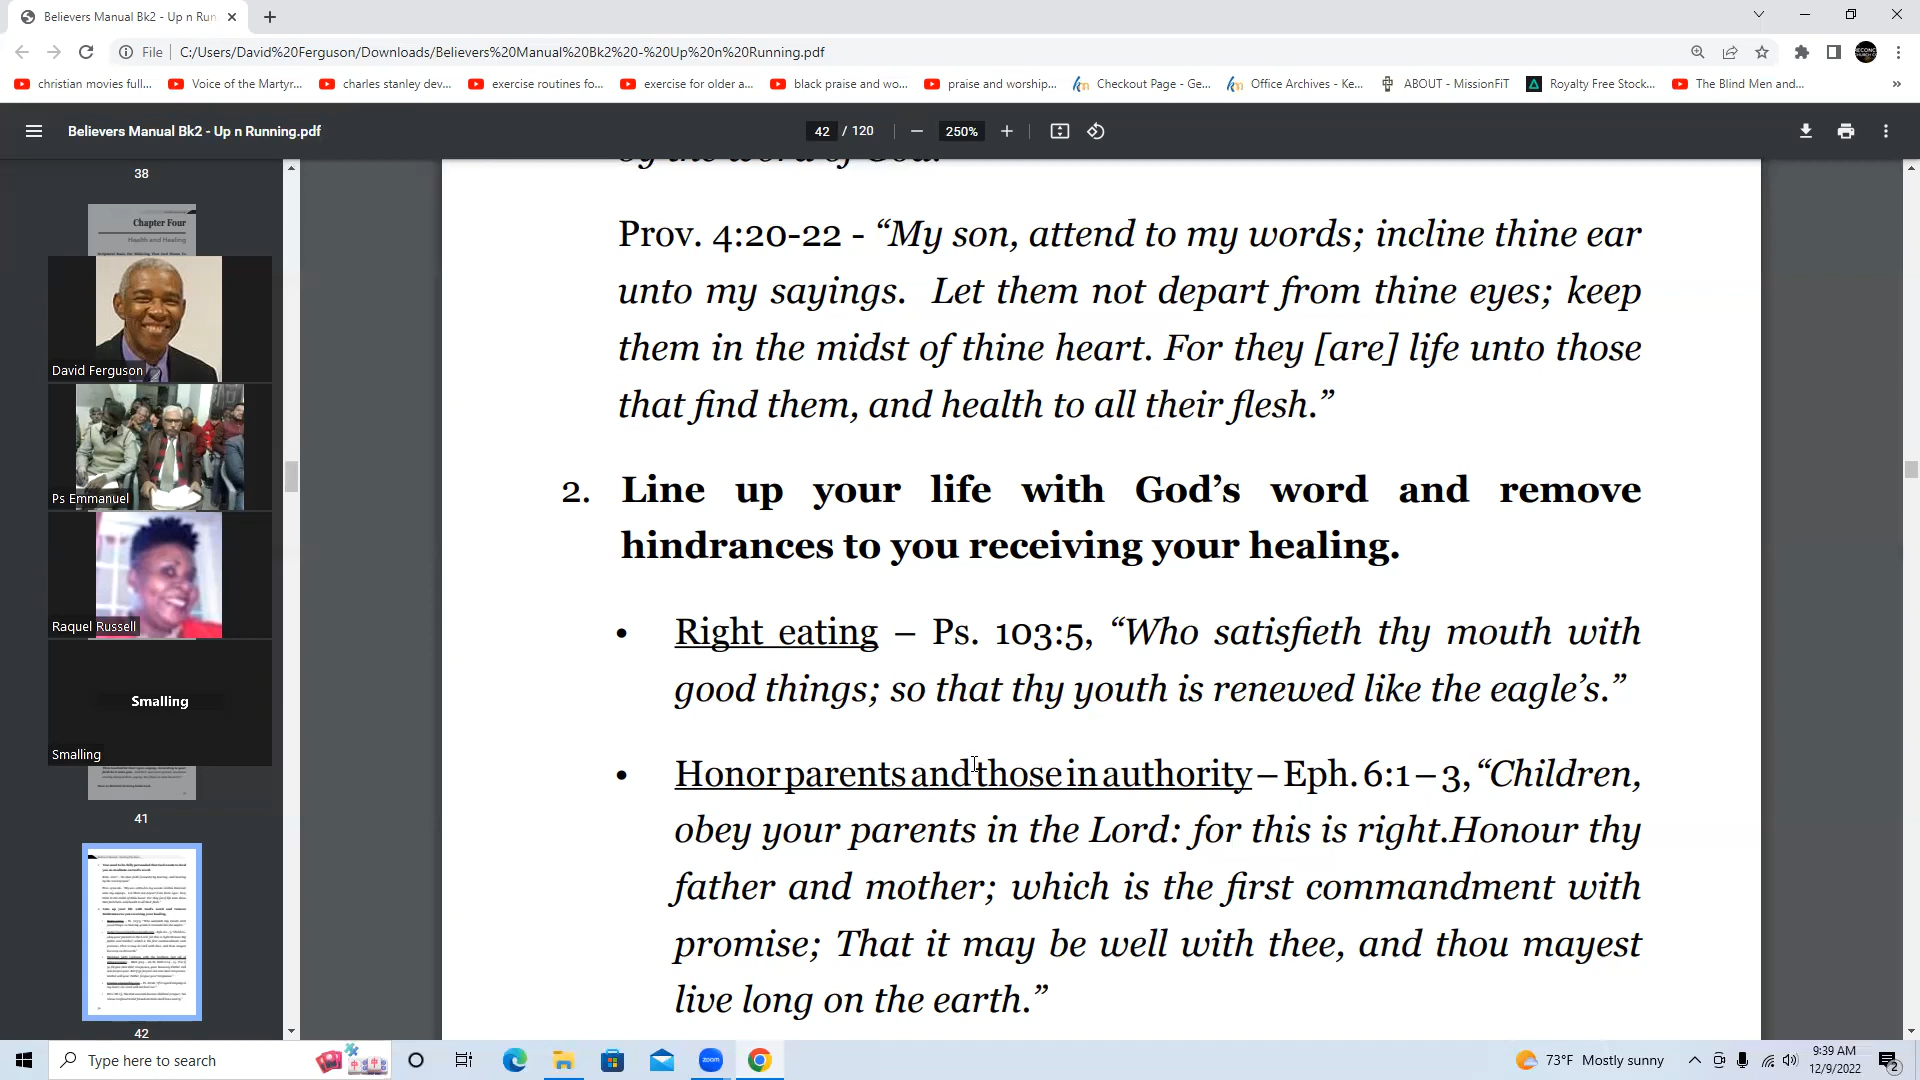 Believers Manual Bk2 - Up n Run
File C:/Users/David%20Ferguson/Downloads/Believers%20Manual%20Bk2%20-%20Up%20n%20Running.pdf
christian movies full... Voice of the Martyr... charles stanley dev... exercise routines fo... exercise for older a... black praise and wo... praise and worship... Checkout Page - Ge... Office Archives - Ke... ABOUT - MissionFiT Royalty Free Stock... The Blind Men and... »
Believers Manual Bk2 - Up n Running.pdf 42 / 120 250%
38
Chapter Four
Health and Healing
David Ferguson
Ps Emmanuel
Raquel Russell
Smalling
Smalling
41
42
Prov. 4:20-22 - “My son, attend to my words; incline thine ear
unto my sayings. Let them not depart from thine eyes; keep
them in the midst of thine heart. For they [are] life unto those
that find them, and health to all their flesh.”
2. Line up your life with God’s word and remove
hindrances to you receiving your healing.
• Right eating – Ps. 103:5, “Who satisfieth thy mouth with
good things; so that thy youth is renewed like the eagle’s.”
• Honor parents and those in authority – Eph. 6:1 – 3, “Children,
obey your parents in the Lord: for this is right.Honour thy
father and mother; which is the first commandment with
promise; That it may be well with thee, and thou mayest
live long on the earth.”
Type here to search
zoom
73°F Mostly sunny
9:39 AM
12/9/2022
2